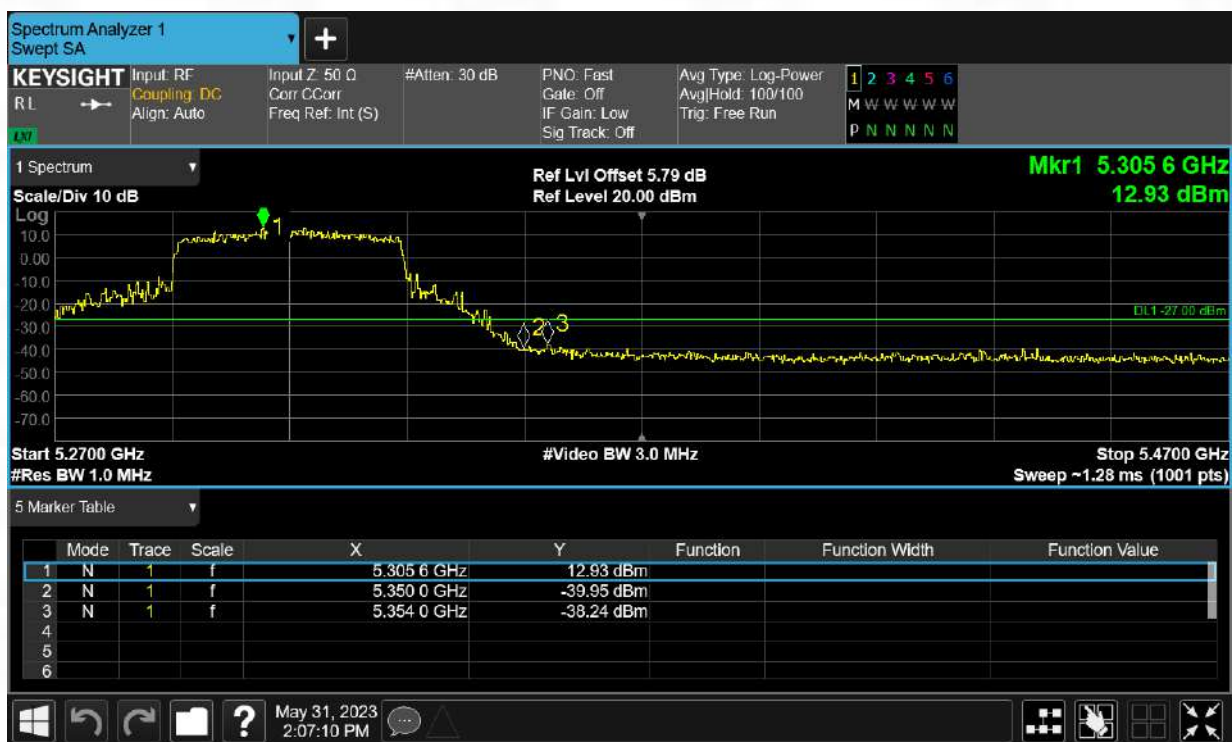 Spectrum Analyzer 1
Swept SA
KEYSIGHT
RL
LXI
Input: RF
Coupling: DC
Align: Auto
Input Z: 50 Ω
Corr CCorr
Freq Ref: Int (S)
#Atten: 30 dB
PNO: Fast
Gate: Off
IF Gain: Low
Sig Track: Off
Avg Type: Log-Power
Avg|Hold: 100/100
Trig: Free Run
1 2 3 4 5 6
M W W W W W
P N N N N N
1 Spectrum
Scale/Div 10 dB
Ref Lvl Offset 5.79 dB
Ref Level 20.00 dBm
Mkr1 5.305 6 GHz
12.93 dBm
Log
10.0
0.00
-10.0
-20.0
-30.0
-40.0
-50.0
-60.0
-70.0
1
2
3
DL1 -27.00 dBm
Start 5.2700 GHz
#Res BW 1.0 MHz
#Video BW 3.0 MHz
Stop 5.4700 GHz
Sweep ~1.28 ms (1001 pts)
5 Marker Table
Mode Trace Scale X Y Function Function Width Function Value
1 N 1 f 5.305 6 GHz 12.93 dBm
2 N 1 f 5.350 0 GHz -39.95 dBm
3 N 1 f 5.354 0 GHz -38.24 dBm
4
5
6
?
May 31, 2023
2:07:10 PM